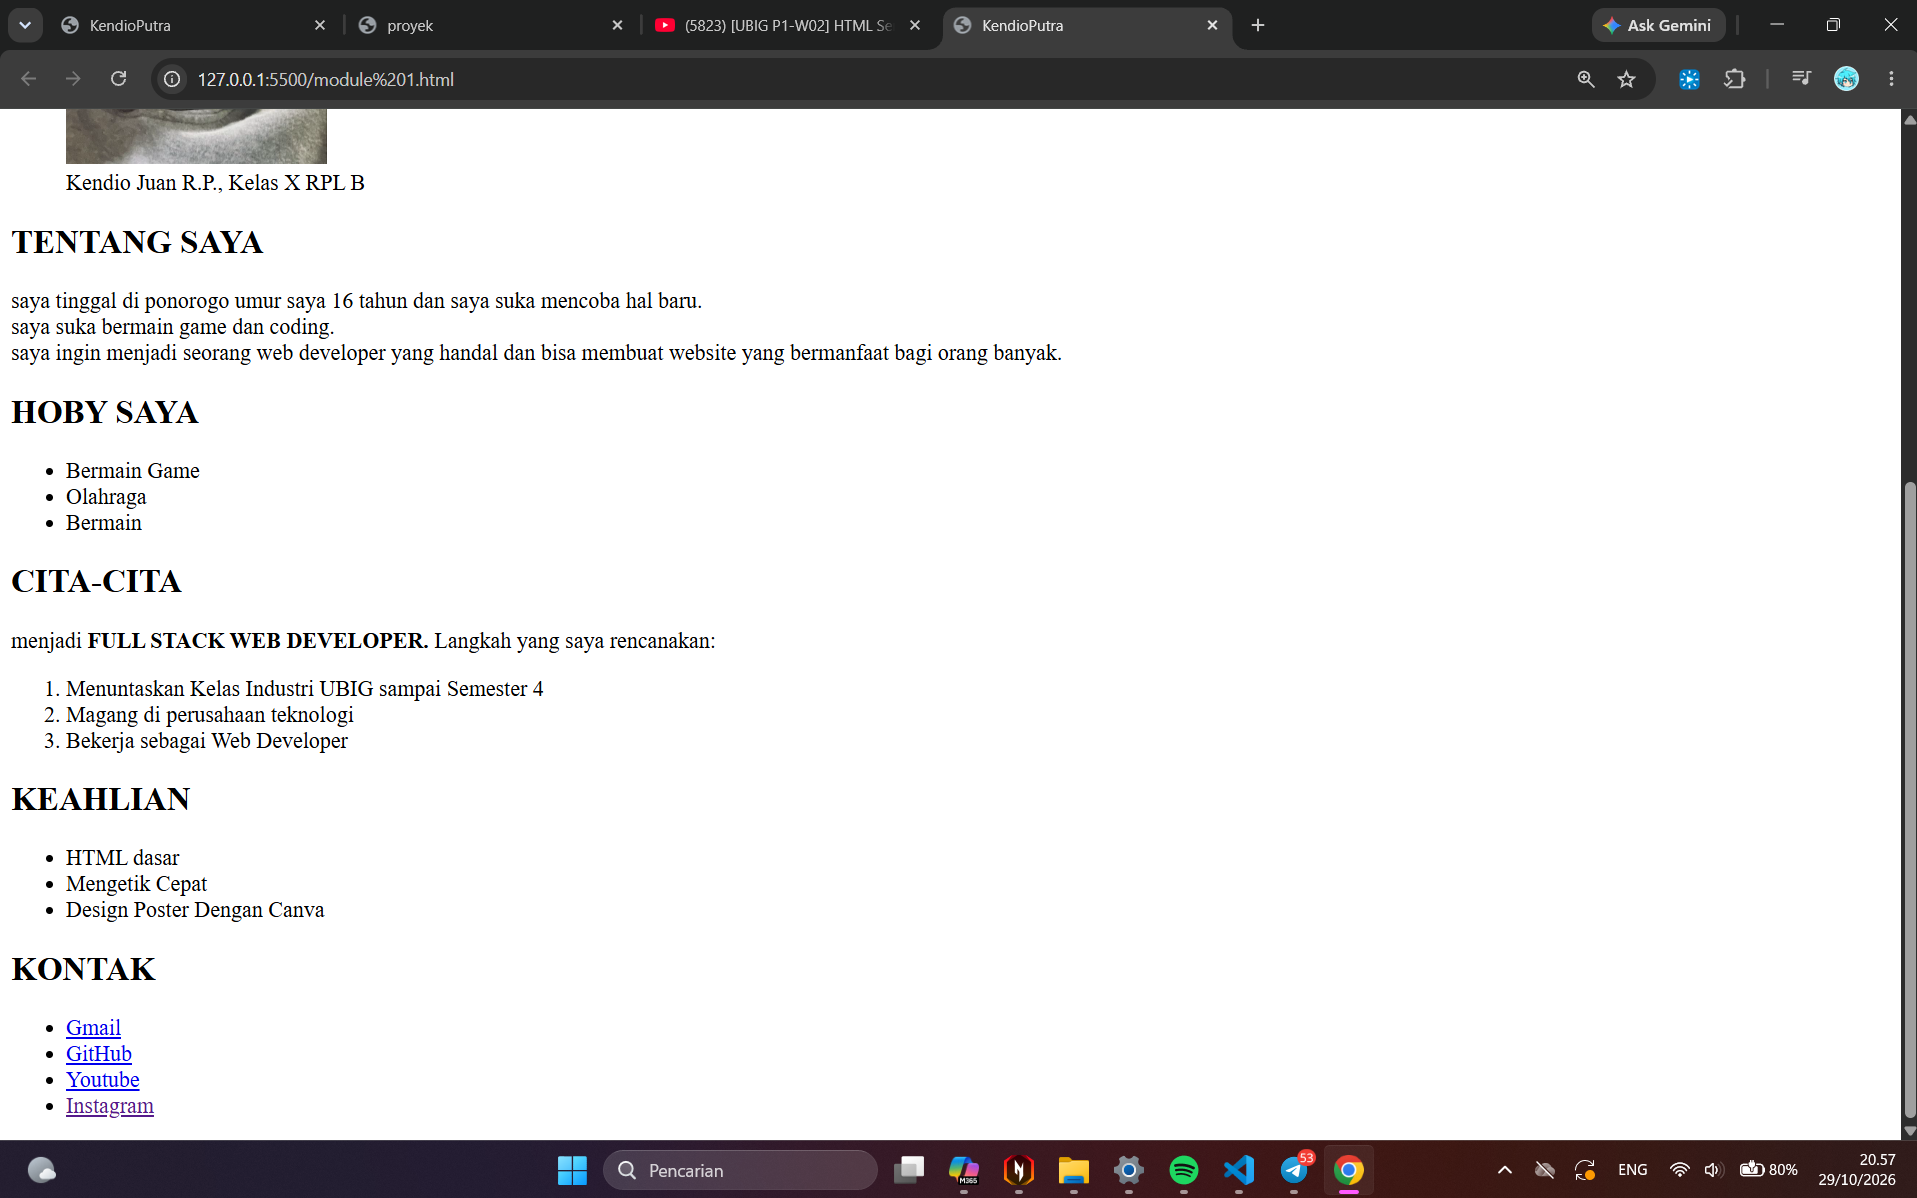 KendioPutra
proyek
(5823) [UBIG P1-W02] HTML Se
KendioPutra
Ask Gemini
127.0.0.1:5500/module%201.html
Kendio Juan R.P., Kelas X RPL B
TENTANG SAYA
saya tinggal di ponorogo umur saya 16 tahun dan saya suka mencoba hal baru.
saya suka bermain game dan coding.
saya ingin menjadi seorang web developer yang handal dan bisa membuat website yang bermanfaat bagi orang banyak.
HOBY SAYA
Bermain Game
Olahraga
Bermain
CITA-CITA
menjadi FULL STACK WEB DEVELOPER. Langkah yang saya rencanakan:
1. Menuntaskan Kelas Industri UBIG sampai Semester 4
2. Magang di perusahaan teknologi
3. Bekerja sebagai Web Developer
KEAHLIAN
HTML dasar
Mengetik Cepat
Design Poster Dengan Canva
KONTAK
Gmail
GitHub
Youtube
Instagram
Pencarian
M365
53
ENG
80%
20.57
29/10/2026